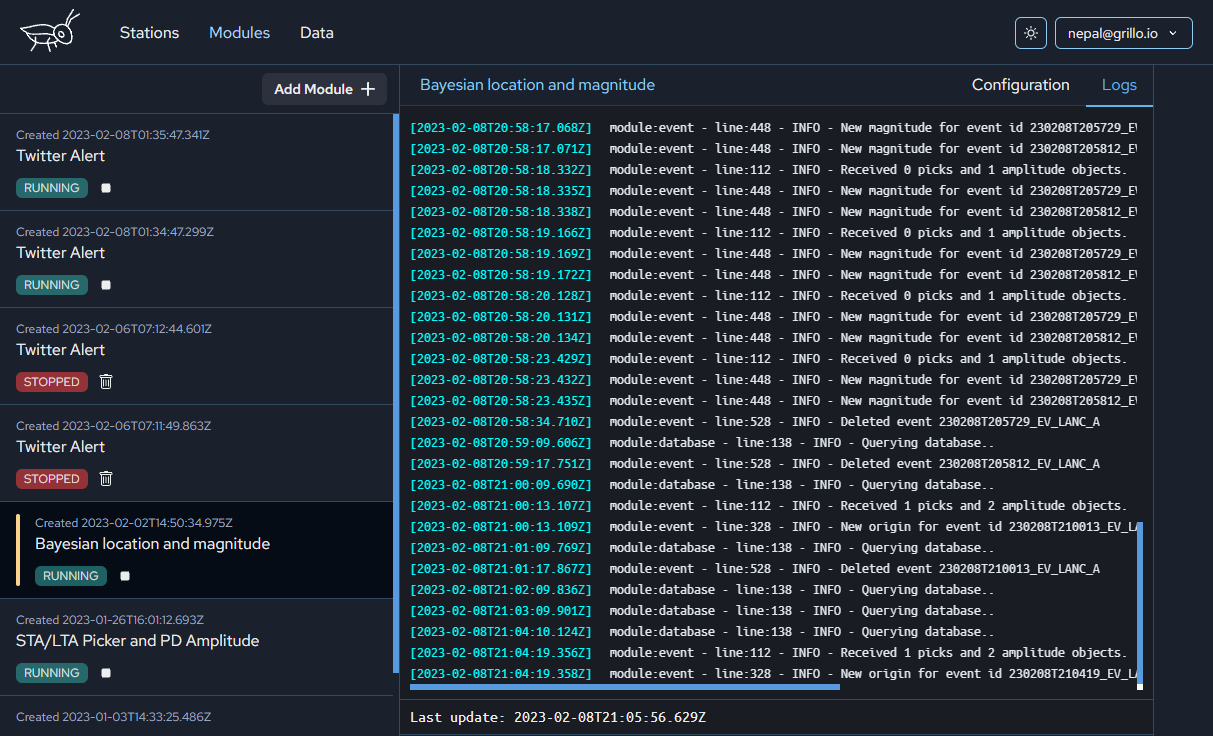 Stations
Modules
Data
nepal@grillo.io
Add Module
Created 2023-02-08T01:35:47.341Z
Twitter Alert
RUNNING
Created 2023-02-08T01:34:47.299Z
Twitter Alert
RUNNING
Created 2023-02-06T07:12:44.601Z
Twitter Alert
STOPPED
Created 2023-02-06T07:11:49.863Z
Twitter Alert
STOPPED
Created 2023-02-02T14:50:34.975Z
Bayesian location and magnitude
RUNNING
Created 2023-01-26T16:01:12.693Z
STA/LTA Picker and PD Amplitude
RUNNING
Created 2023-01-03T14:33:25.486Z
Bayesian location and magnitude
Configuration
Logs
[2023-02-08T20:58:17.068Z] module:event - line:448 - INFO - New magnitude for event id 230208T205729_EV
[2023-02-08T20:58:17.071Z] module:event - line:448 - INFO - New magnitude for event id 230208T205812_EV
[2023-02-08T20:58:18.332Z] module:event - line:112 - INFO - Received 0 picks and 1 amplitude objects.
[2023-02-08T20:58:18.335Z] module:event - line:448 - INFO - New magnitude for event id 230208T205729_EV
[2023-02-08T20:58:18.338Z] module:event - line:448 - INFO - New magnitude for event id 230208T205812_EV
[2023-02-08T20:58:19.166Z] module:event - line:112 - INFO - Received 0 picks and 1 amplitude objects.
[2023-02-08T20:58:19.169Z] module:event - line:448 - INFO - New magnitude for event id 230208T205729_EV
[2023-02-08T20:58:19.172Z] module:event - line:448 - INFO - New magnitude for event id 230208T205812_EV
[2023-02-08T20:58:20.128Z] module:event - line:112 - INFO - Received 0 picks and 1 amplitude objects.
[2023-02-08T20:58:20.131Z] module:event - line:448 - INFO - New magnitude for event id 230208T205729_EV
[2023-02-08T20:58:20.134Z] module:event - line:448 - INFO - New magnitude for event id 230208T205812_EV
[2023-02-08T20:58:23.429Z] module:event - line:112 - INFO - Received 0 picks and 1 amplitude objects.
[2023-02-08T20:58:23.432Z] module:event - line:448 - INFO - New magnitude for event id 230208T205729_EV
[2023-02-08T20:58:23.435Z] module:event - line:448 - INFO - New magnitude for event id 230208T205812_EV
[2023-02-08T20:58:34.710Z] module:event - line:528 - INFO - Deleted event 230208T205729_EV_LANC_A
[2023-02-08T20:59:09.606Z] module:database - line:138 - INFO - Querying database..
[2023-02-08T20:59:17.751Z] module:event - line:528 - INFO - Deleted event 230208T205812_EV_LANC_A
[2023-02-08T21:00:09.690Z] module:database - line:138 - INFO - Querying database..
[2023-02-08T21:00:13.107Z] module:event - line:112 - INFO - Received 1 picks and 2 amplitude objects.
[2023-02-08T21:00:13.109Z] module:event - line:328 - INFO - New origin for event id 230208T210013_EV_LA
[2023-02-08T21:01:09.769Z] module:database - line:138 - INFO - Querying database..
[2023-02-08T21:01:17.867Z] module:event - line:528 - INFO - Deleted event 230208T210013_EV_LANC_A
[2023-02-08T21:02:09.836Z] module:database - line:138 - INFO - Querying database..
[2023-02-08T21:03:09.901Z] module:database - line:138 - INFO - Querying database..
[2023-02-08T21:04:10.124Z] module:database - line:138 - INFO - Querying database..
[2023-02-08T21:04:19.356Z] module:event - line:112 - INFO - Received 1 picks and 2 amplitude objects.
[2023-02-08T21:04:19.358Z] module:event - line:328 - INFO - New origin for event id 230208T210419_EV_LA
Last update: 2023-02-08T21:05:56.629Z